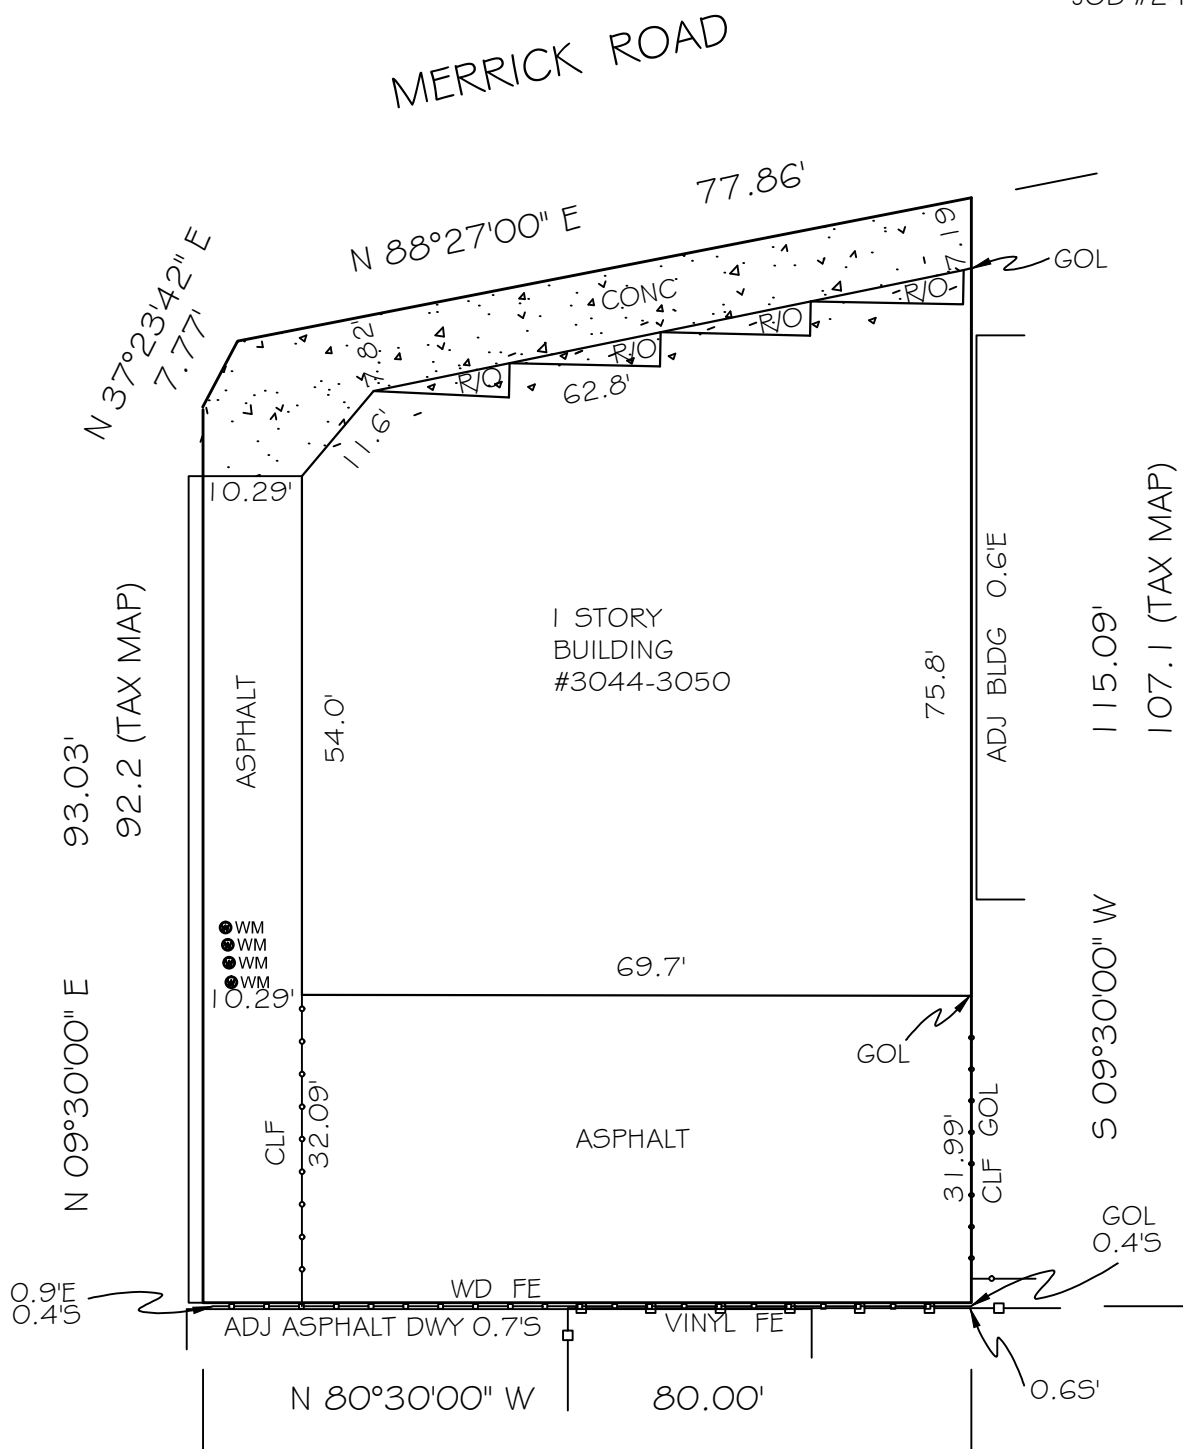 MERRICK ROAD
77.86'
N 88°27'00" E
N 37°23'42" E
7.77'
7.19
GOL
CONC
R/O
R/O
R/O
R/O
7.82'
62.8'
11.6'
10.29'
1 STORY
BUILDING
#3044-3050
ASPHALT
54.0'
75.8'
ADJ BLDG 0.6'E
115.09'
107.1 (TAX MAP)
93.03'
92.2 (TAX MAP)
WM
WM
WM
WM
10.29'
69.7'
GOL
N 09°30'00" E
S 09°30'00" W
CLF
32.09'
ASPHALT
31.99'
CLF GOL
GOL
0.4'S
0.9'E
0.4'S
WD FE
ADJ ASPHALT DWY 0.7'S
VINYL FE
0.6S'
N 80°30'00" W
80.00'